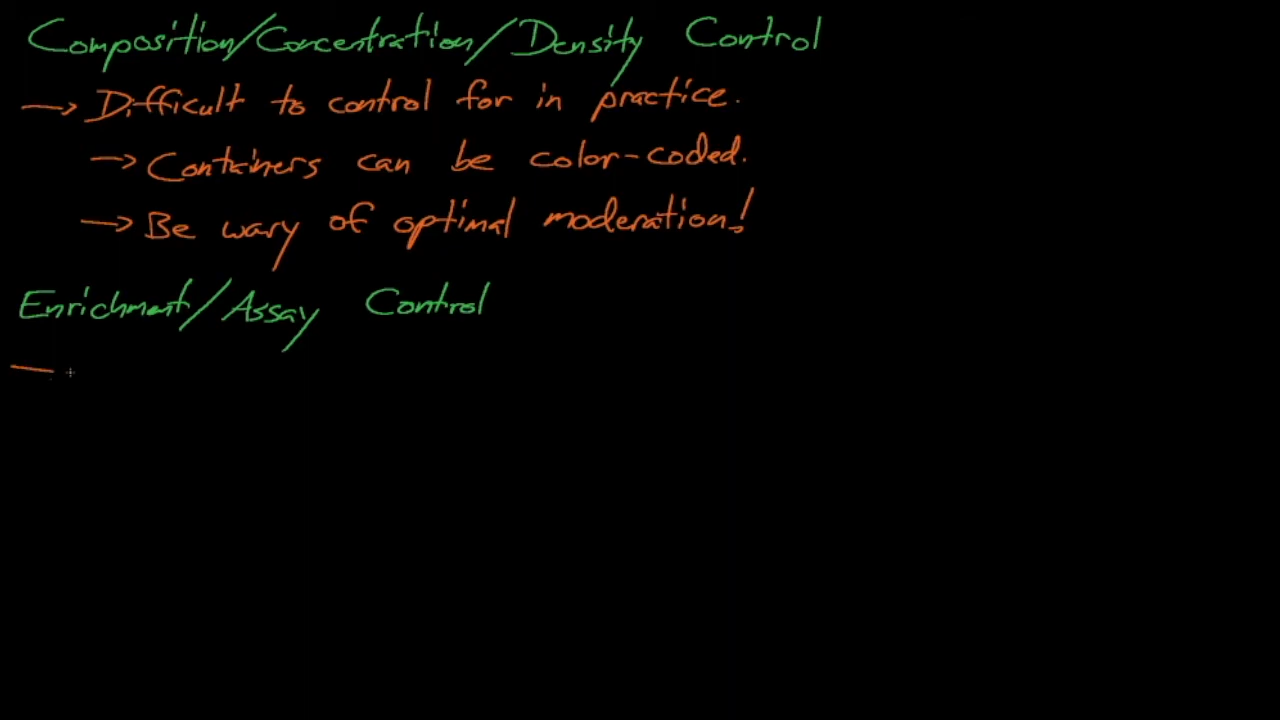 Composition/Concentration/Density Control
→ Difficult to control for in practice.
→ Containers can be color-coded.
→ Be wary of optimal moderation!
Enrichment/Assay Control